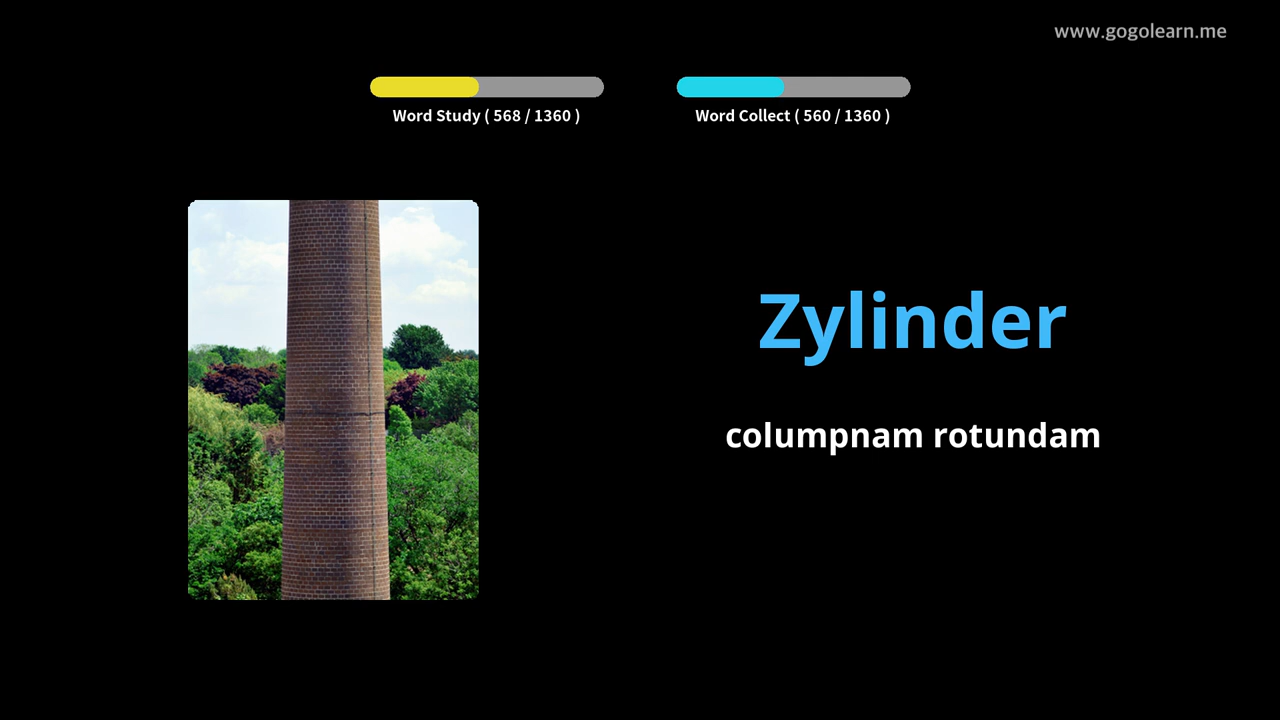 www.gogolearn.me
Word Study ( 568 / 1360 )
Word Collect ( 560 / 1360 )
Zylinder
columpnam rotundam